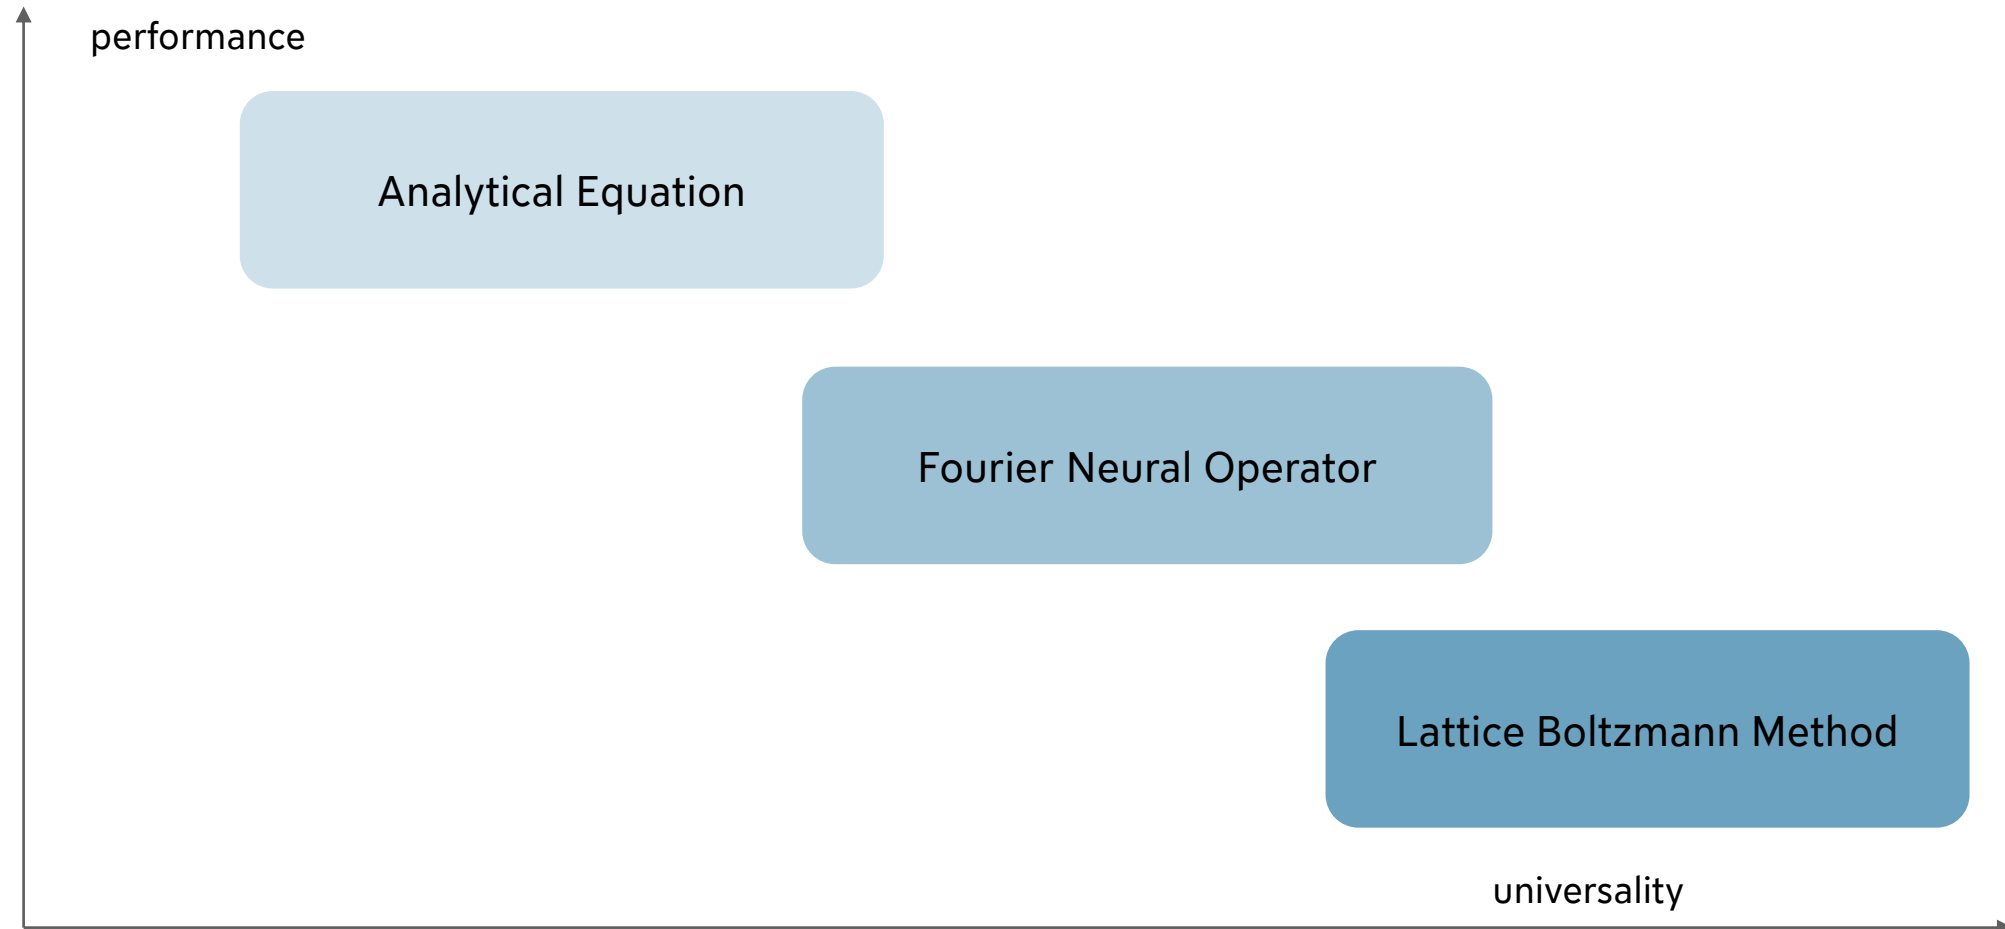 performance
Analytical Equation
Fourier Neural Operator
Lattice Boltzmann Method
universality